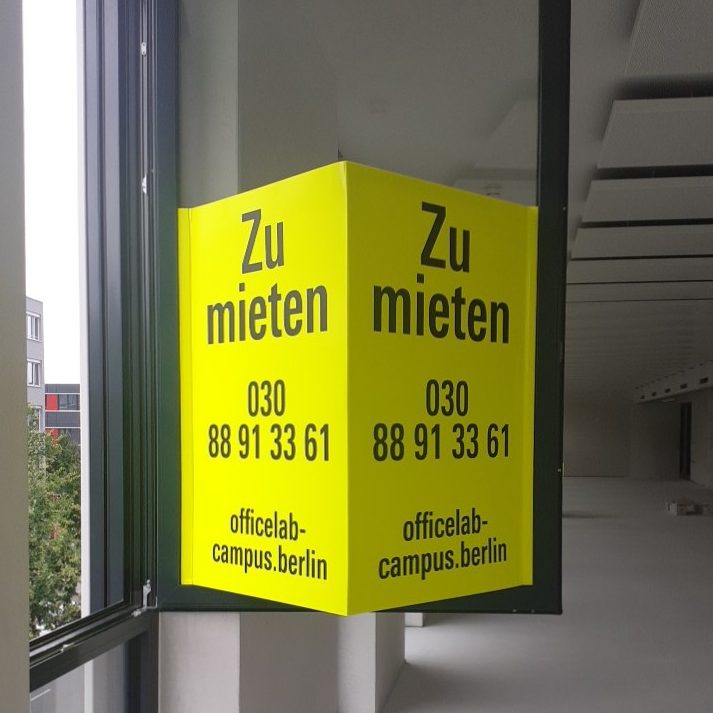 Zu
mieten
030
88 91 33 61
officelab-
campus.berlin
Zu
mieten
030
88 91 33 61
officelab-
campus.berlin